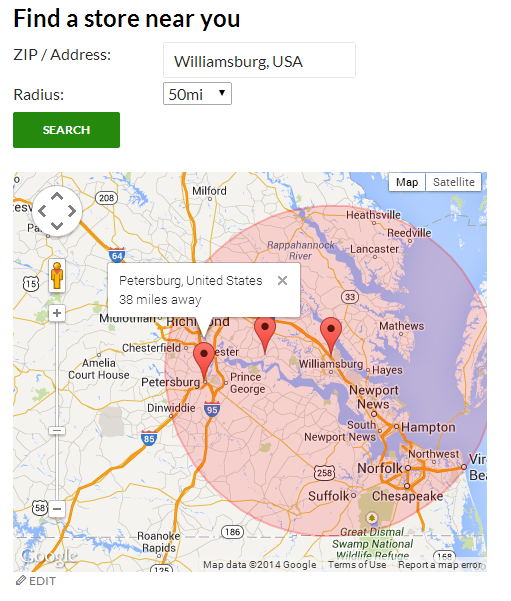 Find a store near you
ZIP / Address:
Williamsburg, USA
Radius:
50mi
SEARCH
Map
Satellite
Milford
208
Heathsville
Reedville
Rappahannock
River
Lancaster
64
15
Petersburg, United States
38 miles away
33
Mathews
Midlothian
Richmond
Chesterfield
ester
Amelia
Court House
Williamsburg
Hayes
Petersburg
Prince
George
Newport
News
Dinwiddie
95
85
South
Newport News
Hampton
Northwest
Norfolk
Vir
Bea
258
Suffolk
Chesapeake
58
186
Roanoke
Rapids
Great Dismal
Swamp National
Wildlife Refuge
168
125
Google
Map data ©2014 Google
Terms of Use
Report a map error
EDIT